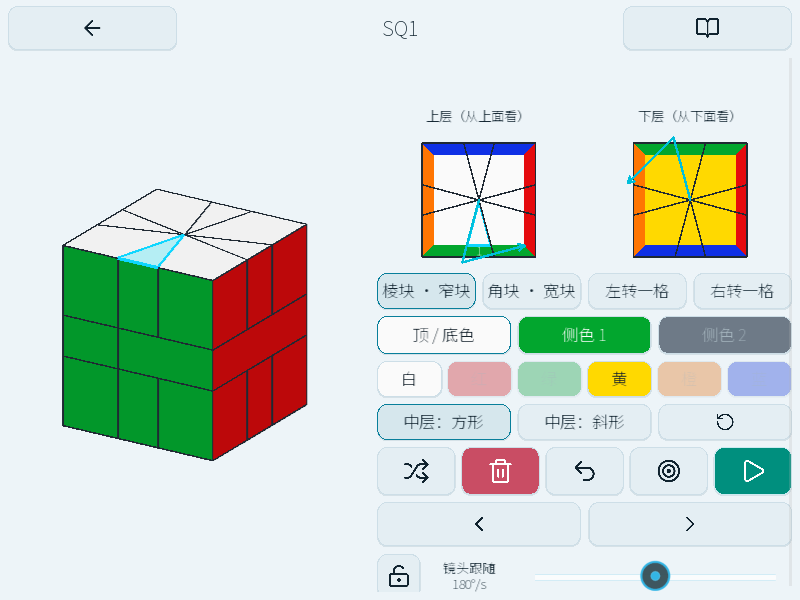 SQ1
上层（从上面看）
下层（从下面看）
棱块 · 窄块
角块 · 宽块
左转一格
右转一格
顶 / 底色
侧色 1
侧色 2
白
黄
中层：方形
中层：斜形
镜头跟随
180°/s